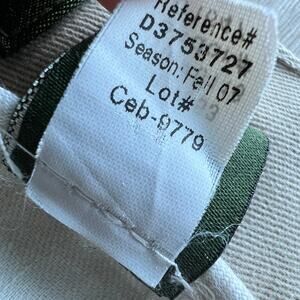 Reference#
D3753727
Season: Fall 07
Lot#
Ceb-9779